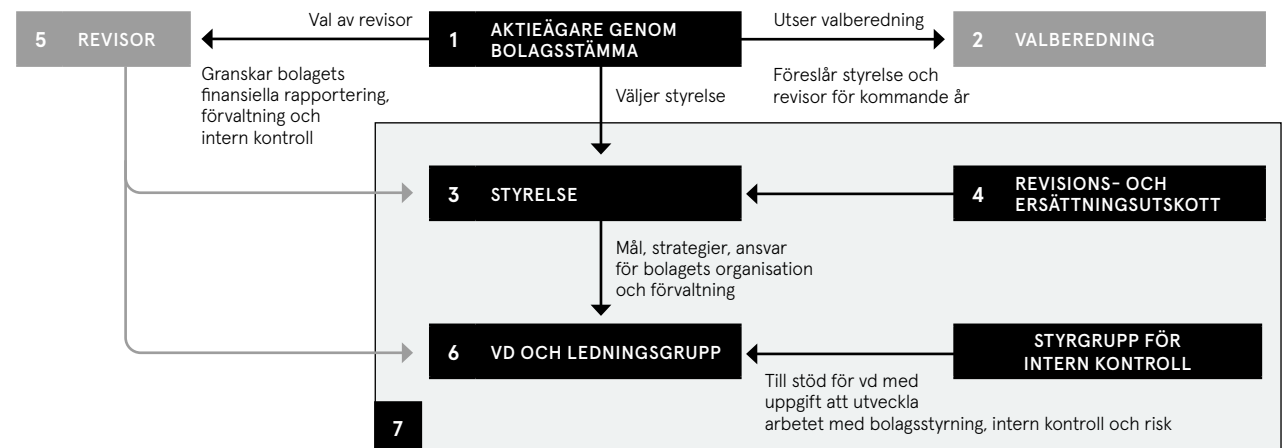 Val av revisor
Utser valberedning
5 REVISOR
1 AKTIEÄGARE GENOM
BOLAGSSTÄMMA
2 VALBEREDNING
Granskar bolagets
finansiella rapportering,
förvaltning och
intern kontroll
Väljer styrelse
Föreslår styrelse och
revisor för kommande år
3 STYRELSE
4 REVISIONS- OCH
ERSÄTTNINGSUTSKOTT
Mål, strategier, ansvar
för bolagets organisation
och förvaltning
6 VD OCH LEDNINGSGRUPP
STYRGRUPP FÖR
INTERN KONTROLL
Till stöd för vd med
uppgift att utveckla
arbetet med bolagsstyrning, intern kontroll och risk
7